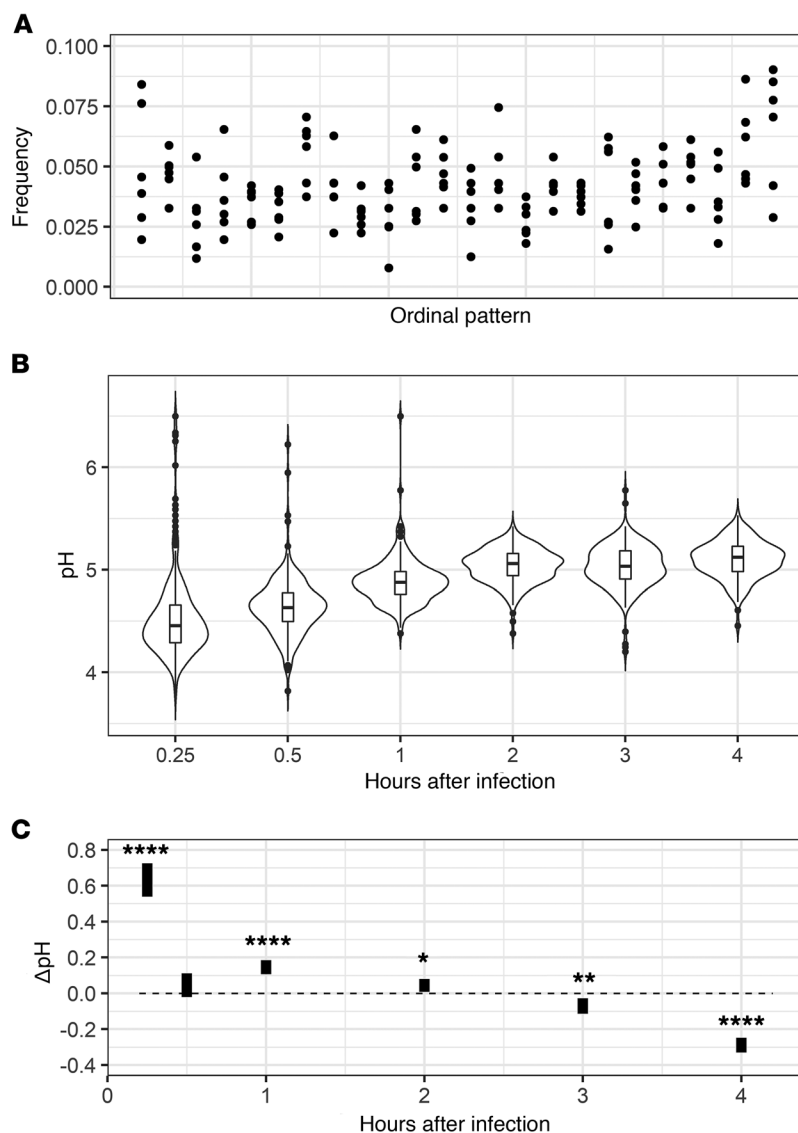 A
0.100
0.075
0.050
0.025
0.000
Frequency
Ordinal pattern
B
6
5
4
pH
0.25 0.5 1 2 3 4
Hours after infection
C
0.8
0.6
0.4
0.2
0.0
-0.2
-0.4
ΔpH
**** **** * ** ****
0 1 2 3 4
Hours after infection